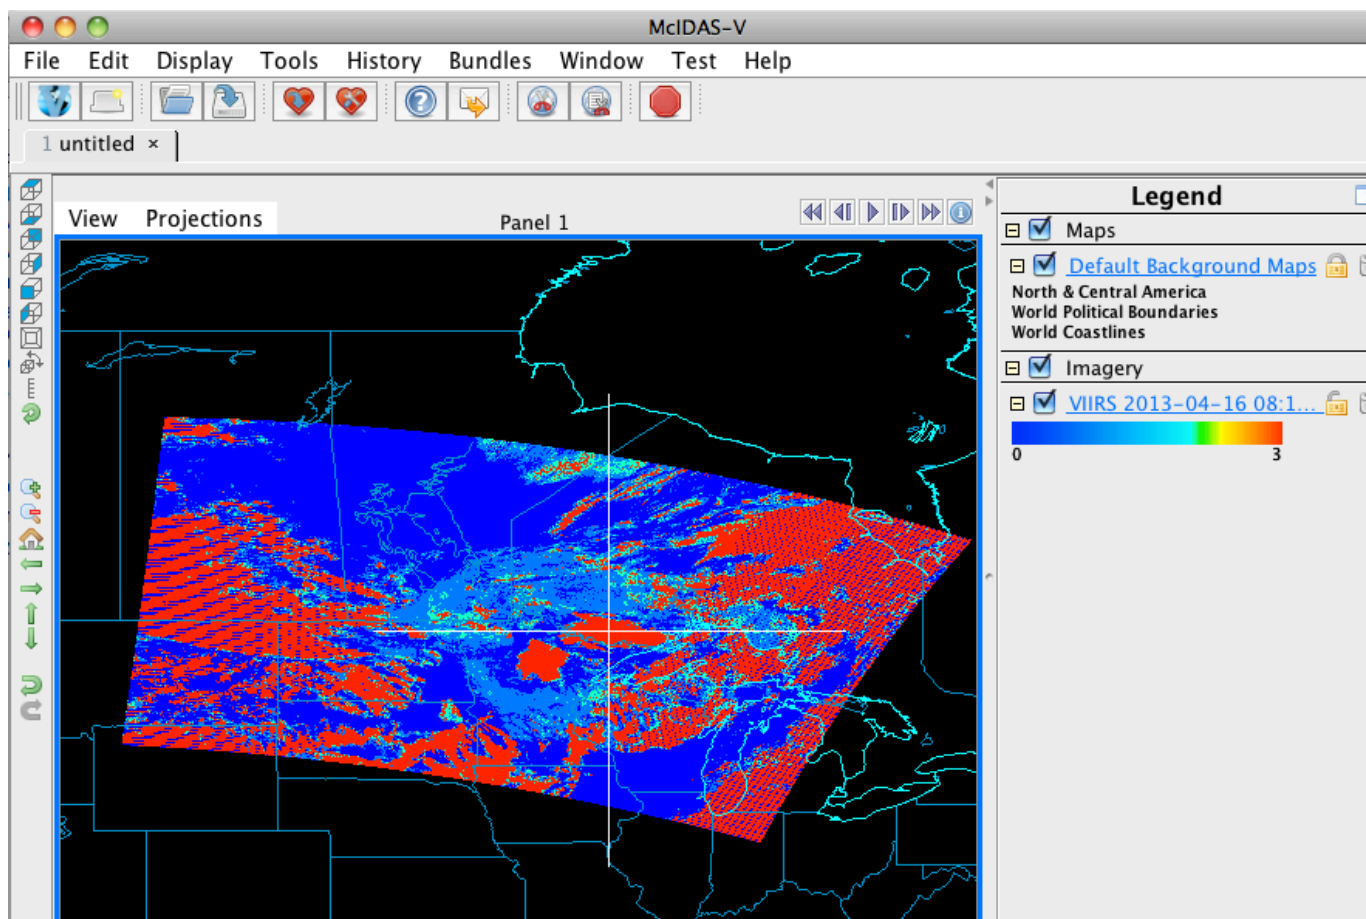 McIDAS-V
File Edit Display Tools History Bundles Window Test Help
1 untitled ×
View Projections
Panel 1
Legend
Maps
Default Background Maps
North & Central America
World Political Boundaries
World Coastlines
Imagery
VIIRS 2013-04-16 08:1...
0 3